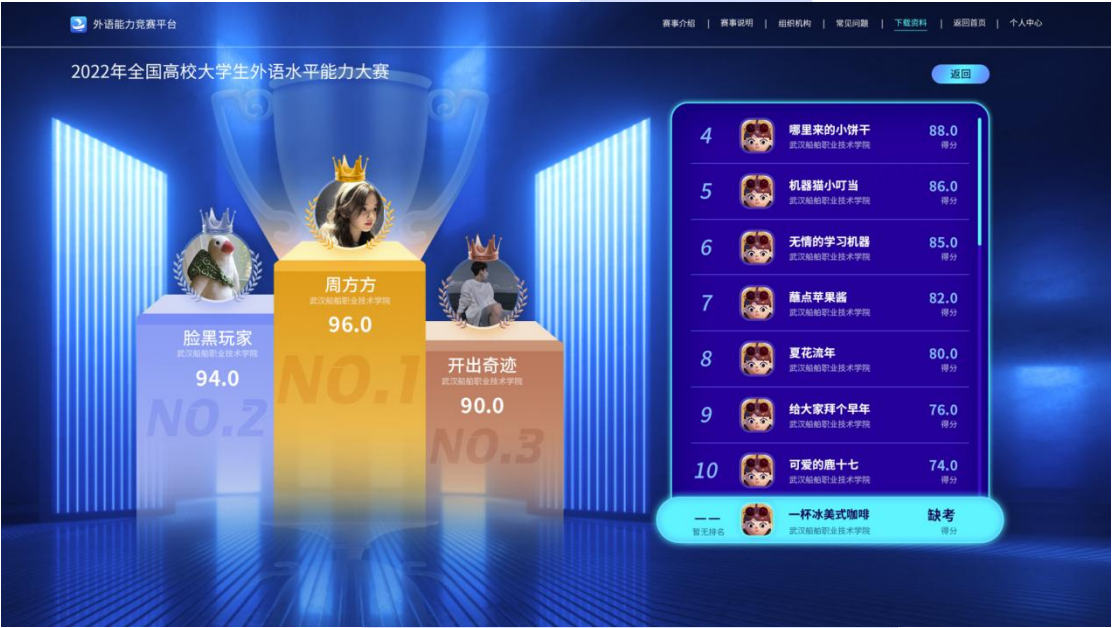 外语能力竞赛平台
赛事介绍 | 赛事说明 | 组织机构 | 常见问题 | 下载资料 | 返回首页 | 个人中心
2022年全国高校大学生外语水平能力大赛
返回
周方方
武汉船舶职业技术学院
96.0
NO.1
脸黑玩家
武汉船舶职业技术学院
94.0
NO.2
开出奇迹
武汉船舶职业技术学院
90.0
NO.3
4 哪里来的小饼干 88.0
武汉船舶职业技术学院 得分
5 机器猫小叮当 86.0
武汉船舶职业技术学院 得分
6 无情的学习机器 85.0
武汉船舶职业技术学院 得分
7 蘸点苹果酱 82.0
武汉船舶职业技术学院 得分
8 夏花流年 80.0
武汉船舶职业技术学院 得分
9 给大家拜个早年 76.0
武汉船舶职业技术学院 得分
10 可爱的鹿十七 74.0
武汉船舶职业技术学院 得分
—— 一杯冰美式咖啡 缺考
暂无排名 武汉船舶职业技术学院 得分